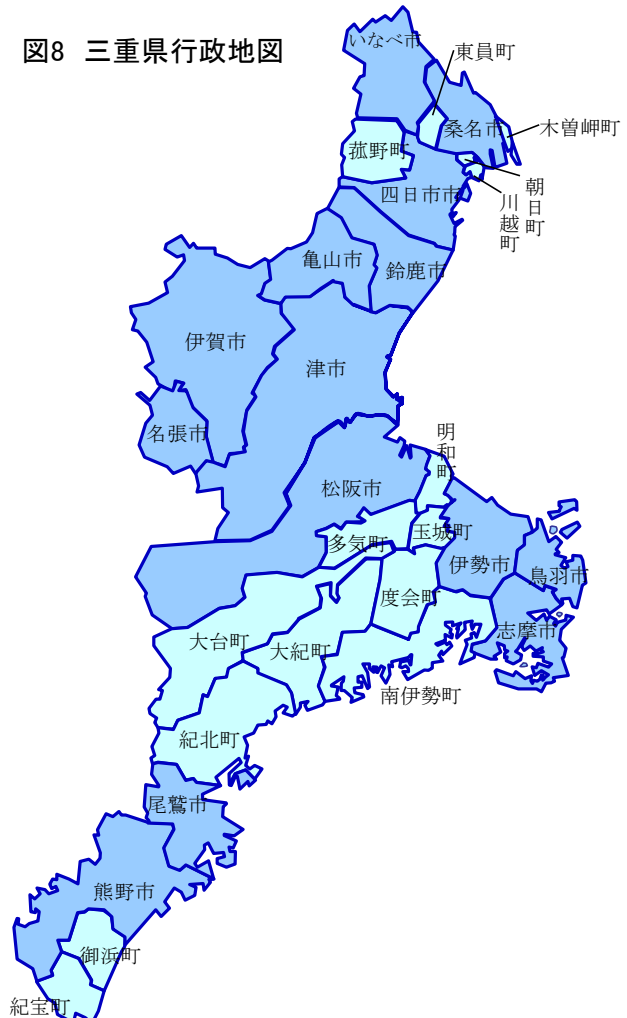 図8 三重県行政地図
いなべ市
東員町
桑名市
木曽岬町
菰野町
朝日町
川越町
四日市市
亀山市
鈴鹿市
伊賀市
津市
名張市
明和町
松阪市
多気町
玉城町
伊勢市
鳥羽市
度会町
志摩市
大台町
大紀町
南伊勢町
紀北町
尾鷲市
熊野市
御浜町
紀宝町